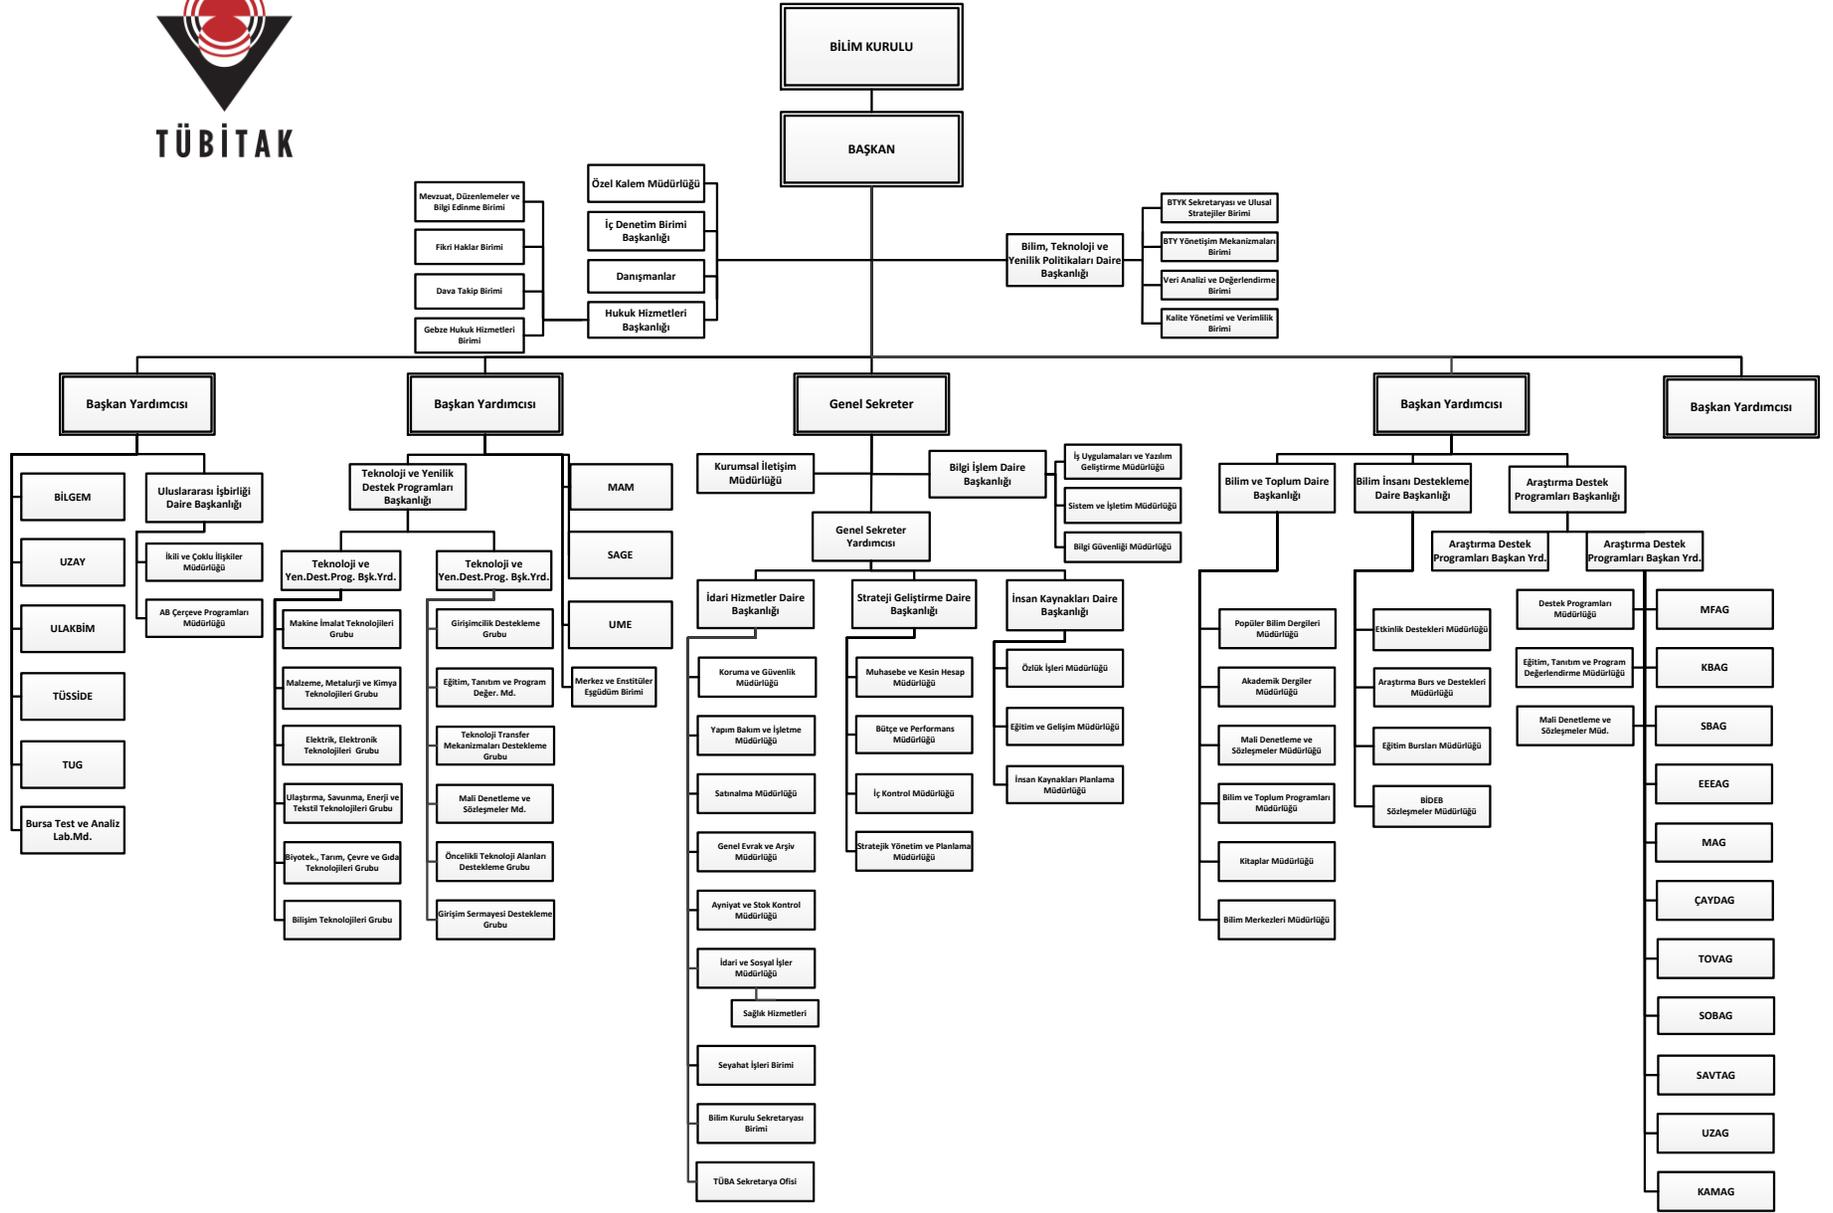 TÜBİTAK
BİLİM KURULU
BAŞKAN
Özel Kalem Müdürlüğü
İç Denetim Birimi
Başkanlığı
Danışmanlar
Hukuk Hizmetleri
Başkanlığı
Mevzuat, Düzenlemeler ve
Bilgi Edinme Birimi
Fikri Haklar Birimi
Dava Takip Birimi
Gebze Hukuk Hizmetleri
Birimi
Bilim, Teknoloji ve
Yenilik Politikaları Daire
Başkanlığı
BTYK Sekretaryası ve Ulusal
Stratejiler Birimi
BTY Yönetişim Mekanizmaları
Birimi
Veri Analizi ve Değerlendirme
Birimi
Kalite Yönetimi ve Verimlilik
Birimi
Başkan Yardımcısı
Başkan Yardımcısı
Genel Sekreter
Başkan Yardımcısı
Başkan Yardımcısı
BİLGEM
UZAY
ULAKBİM
TÜSSİDE
TUG
Bursa Test ve Analiz
Lab.Md.
Uluslararası İşbirliği
Daire Başkanlığı
İkili ve Çoklu İlişkiler
Müdürlüğü
AB Çerçeve Programları
Müdürlüğü
Teknoloji ve Yenilik
Destek Programları
Başkanlığı
Teknoloji ve
Yen.Dest.Prog. Bşk.Yrd.
Makine İmalat Teknolojileri
Grubu
Malzeme, Metalurji ve Kimya
Teknolojileri Grubu
Elektrik, Elektronik
Teknolojileri Grubu
Ulaştırma, Savunma, Enerji ve
Tekstil Teknolojileri Grubu
Biyotek., Tarım, Çevre ve Gıda
Teknolojileri Grubu
Bilişim Teknolojileri Grubu
Teknoloji ve
Yen.Dest.Prog. Bşk.Yrd.
Girişimcilik Destekleme
Grubu
Eğitim, Tanıtım ve Program
Değer. Md.
Teknoloji Transfer
Mekanizmaları Destekleme
Grubu
Mali Denetleme ve
Sözleşmeler Md.
Öncelikli Teknoloji Alanları
Destekleme Grubu
Girişim Sermayesi Destekleme
Grubu
MAM
SAGE
UME
Merkez ve Enstitüler
Eşgüdüm Birimi
Kurumsal İletişim
Müdürlüğü
Bilgi İşlem Daire
Başkanlığı
İş Uygulamaları ve Yazılım
Geliştirme Müdürlüğü
Sistem ve İşletim Müdürlüğü
Bilgi Güvenliği Müdürlüğü
Genel Sekreter
Yardımcısı
İdari Hizmetler Daire
Başkanlığı
Koruma ve Güvenlik
Müdürlüğü
Yapım Bakım ve İşletme
Müdürlüğü
Satınalma Müdürlüğü
Genel Evrak ve Arşiv
Müdürlüğü
Ayniyat ve Stok Kontrol
Müdürlüğü
İdari ve Sosyal İşler
Müdürlüğü
Sağlık Hizmetleri
Seyahat İşleri Birimi
Bilim Kurulu Sekretaryası
Birimi
TÜBA Sekretarya Ofisi
Strateji Geliştirme Daire
Başkanlığı
Muhasebe ve Kesin Hesap
Müdürlüğü
Bütçe ve Performans
Müdürlüğü
İç Kontrol Müdürlüğü
Stratejik Yönetim ve Planlama
Müdürlüğü
İnsan Kaynakları Daire
Başkanlığı
Özlük İşleri Müdürlüğü
Eğitim ve Gelişim Müdürlüğü
İnsan Kaynakları Planlama
Müdürlüğü
Bilim ve Toplum Daire
Başkanlığı
Popüler Bilim Dergileri
Müdürlüğü
Akademik Dergiler
Müdürlüğü
Mali Denetleme ve
Sözleşmeler Müdürlüğü
Bilim ve Toplum Programları
Müdürlüğü
Kitaplar Müdürlüğü
Bilim Merkezleri Müdürlüğü
Bilim İnsanı Destekleme
Daire Başkanlığı
Etkinlik Destekleri Müdürlüğü
Araştırma Burs ve Destekleri
Müdürlüğü
Eğitim Bursları Müdürlüğü
BİDEB
Sözleşmeler Müdürlüğü
Araştırma Destek
Programları Başkanlığı
Araştırma Destek
Programları Başkan Yrd.
Araştırma Destek
Programları Başkan Yrd.
Destek Programları
Müdürlüğü
Eğitim, Tanıtım ve Program
Değerlendirme Müdürlüğü
Mali Denetleme ve
Sözleşmeler Müd.
MFAG
KBAG
SBAG
EEEAG
MAG
ÇAYDAG
TOVAG
SOBAG
SAVTAG
UZAG
KAMAG